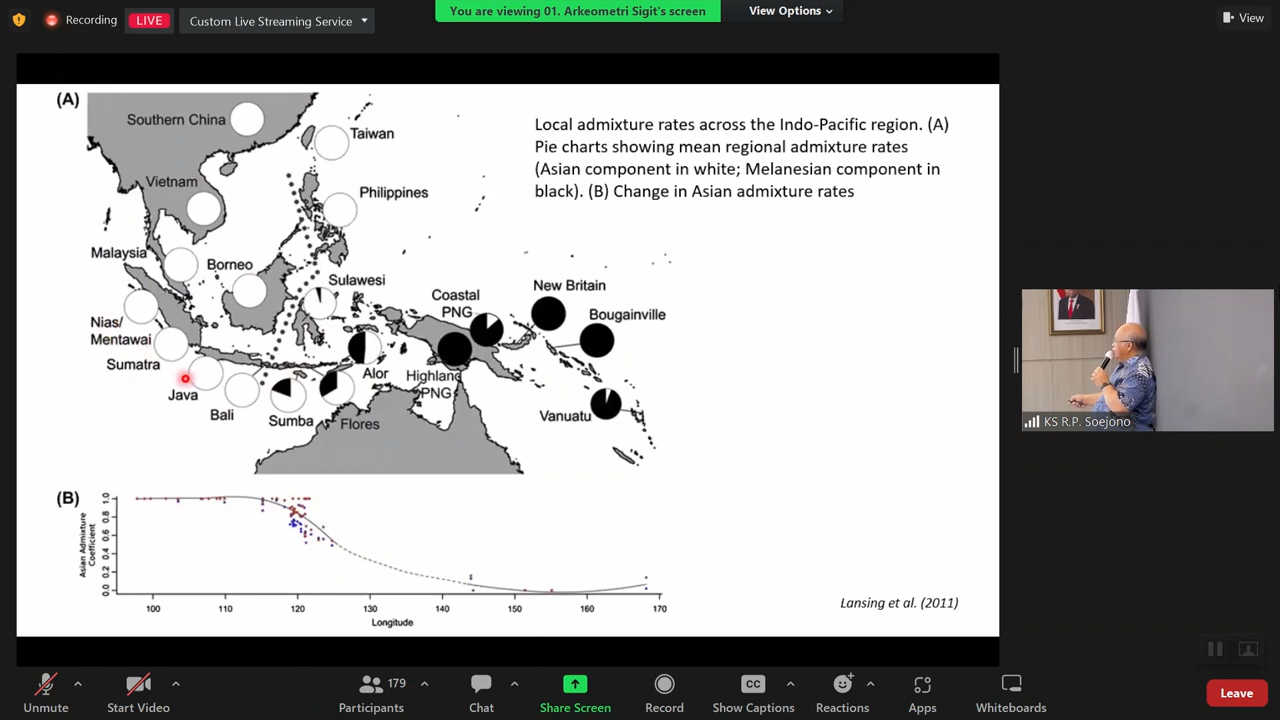 You are viewing 01. Arkeometri Sigit's screen
View Options
Recording
LIVE
Custom Live Streaming Service
View
(A)
Southern China
Taiwan
Vietnam
Philippines
Malaysia
Borneo
Sulawesi
Nias/
Mentawai
Sumatra
Java
Bali
Sumba
Flores
Alor
Coastal
PNG
Highland
PNG
New Britain
Bougainville
Vanuatu
Local admixture rates across the Indo-Pacific region. (A)
Pie charts showing mean regional admixture rates
(Asian component in white; Melanesian component in
black). (B) Change in Asian admixture rates
KS R.P. Soejono
(B)
Asian Admixture
Coefficient
1.0
0.8
0.6
0.4
0.2
0.0
100 110 120 130 140 150 160 170
Longitude
Lansing et al. (2011)
179
Unmute
Start Video
Participants
Chat
Share Screen
Record
CC
Show Captions
Reactions
Apps
Whiteboards
Leave